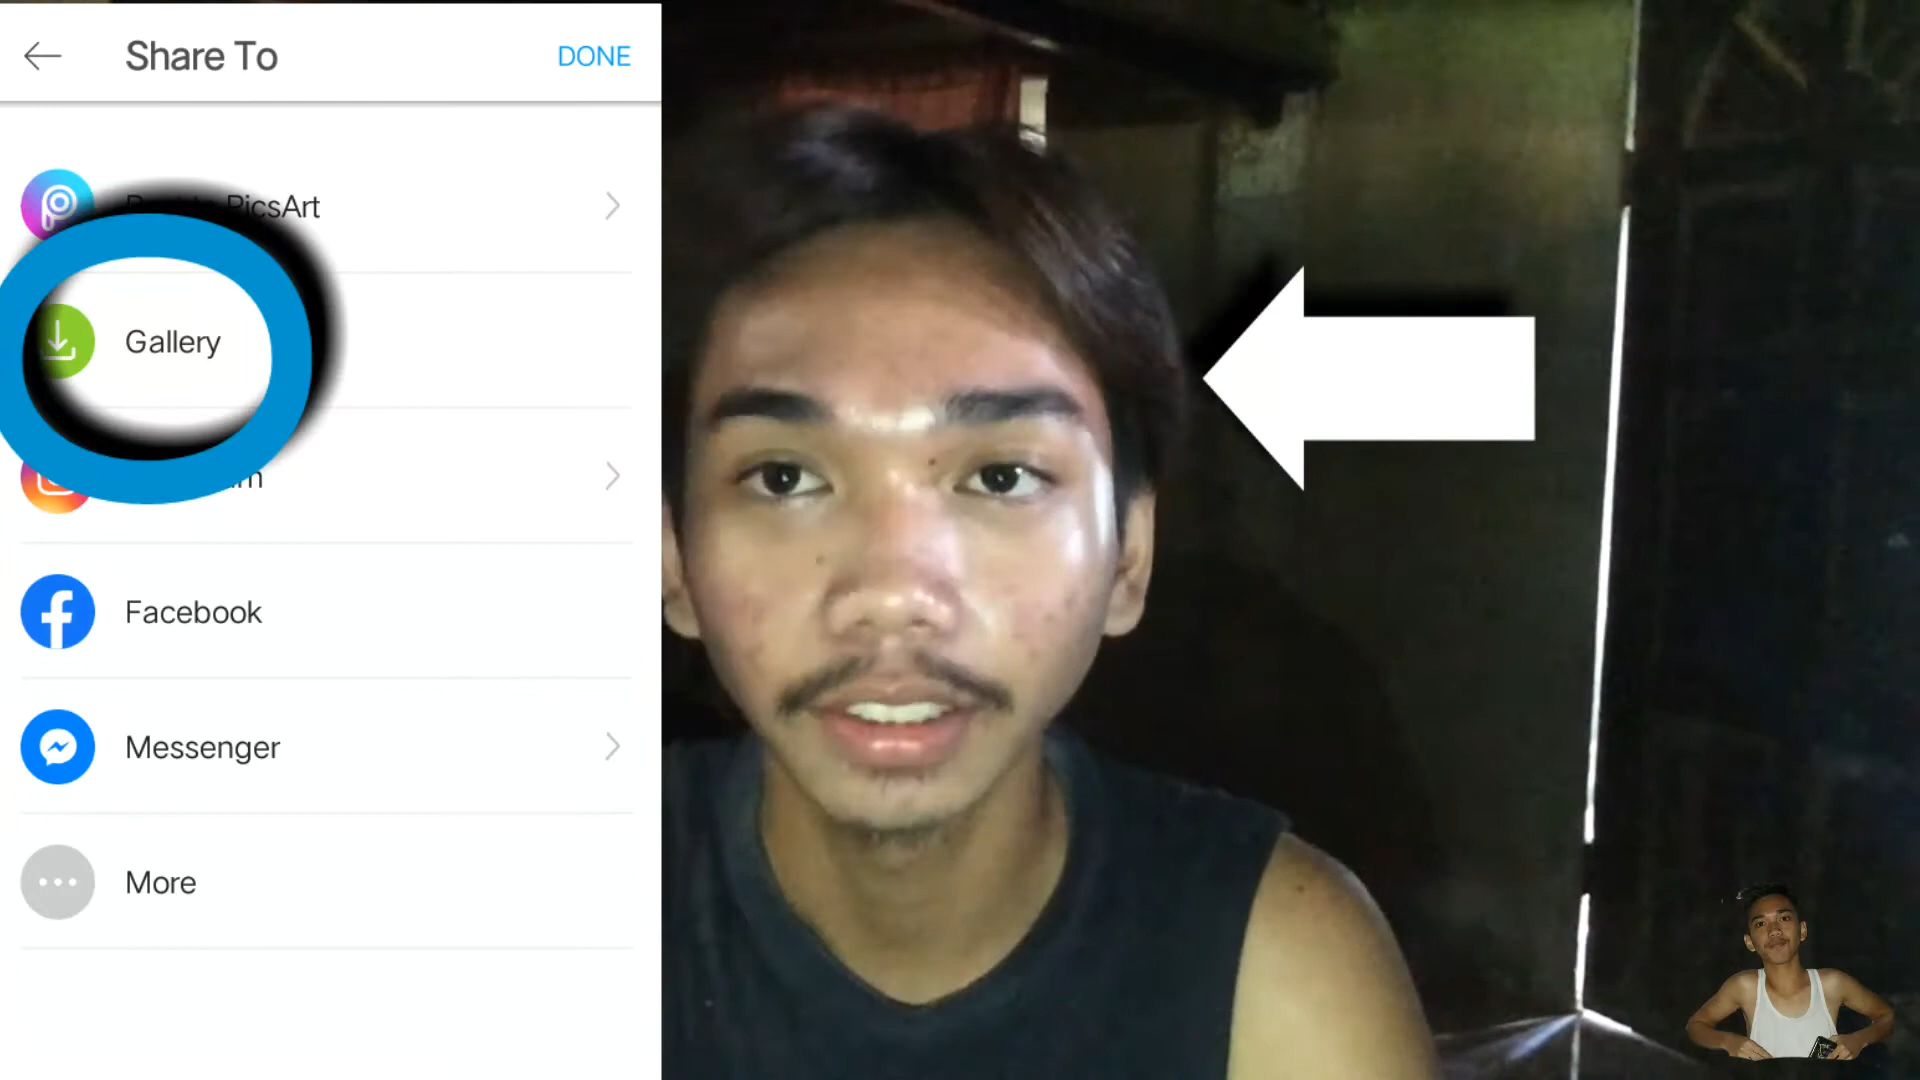 Share To
DONE
PicsArt
Gallery
Facebook
Messenger
More